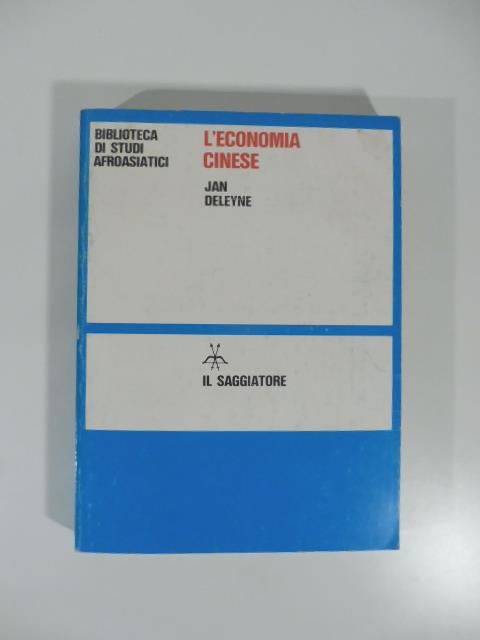 BIBLIOTECA
DI STUDI
AFROASIATICI
L'ECONOMIA
CINESE
JAN
DELEYNE
IL SAGGIATORE